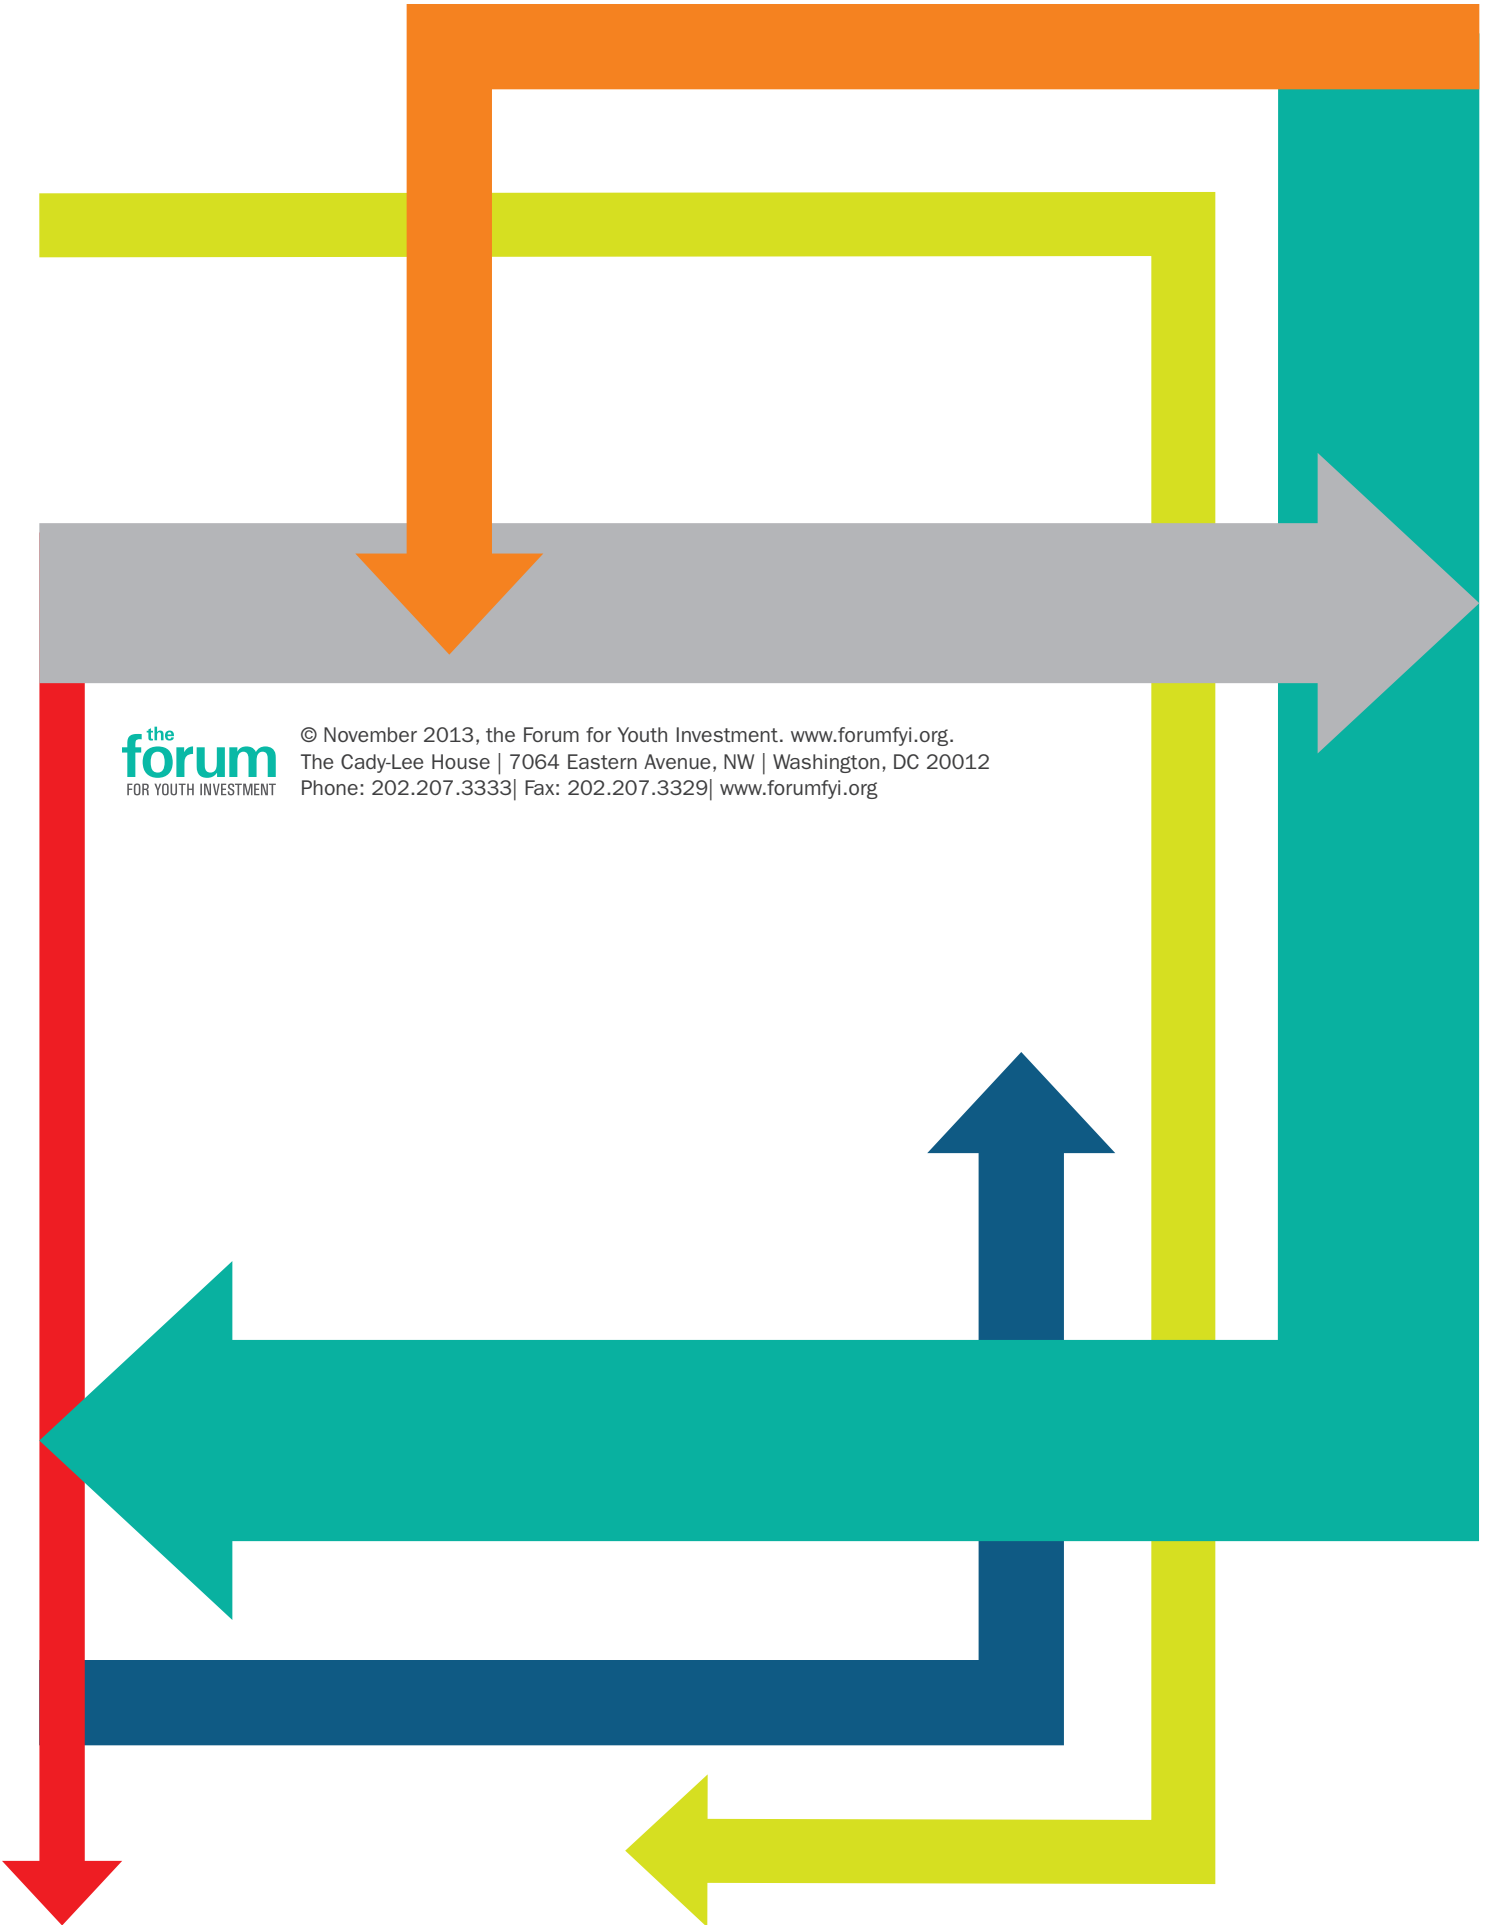 the
forum
FOR YOUTH INVESTMENT
© November 2013, the Forum for Youth Investment. www.forumfyi.org.
The Cady-Lee House | 7064 Eastern Avenue, NW | Washington, DC 20012
Phone: 202.207.3333| Fax: 202.207.3329| www.forumfyi.org